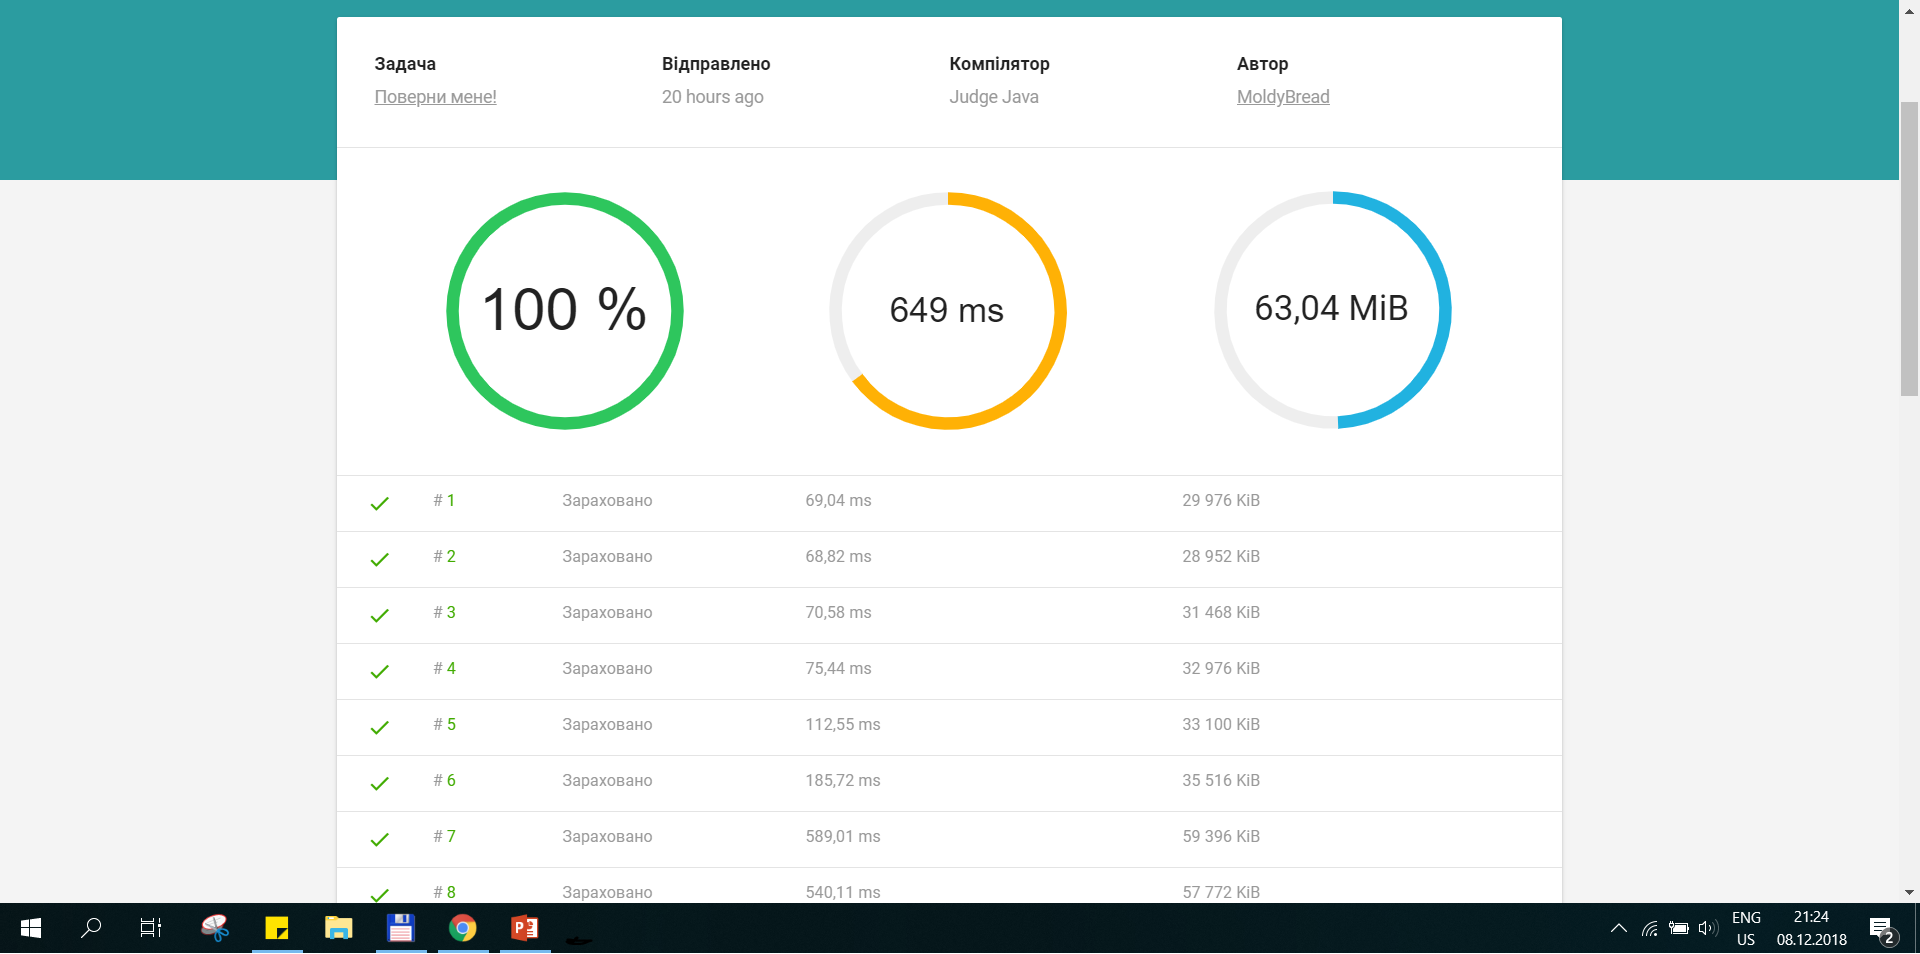 Задача Відправлено Компілятор Автор
Поверни мене! 20 hours ago Judge Java MoldyBread
100 % 649 ms 63,04 MiB
# 1 Зараховано 69,04 ms 29 976 KiB
# 2 Зараховано 68,82 ms 28 952 KiB
# 3 Зараховано 70,58 ms 31 468 KiB
# 4 Зараховано 75,44 ms 32 976 KiB
# 5 Зараховано 112,55 ms 33 100 KiB
# 6 Зараховано 185,72 ms 35 516 KiB
# 7 Зараховано 589,01 ms 59 396 KiB
# 8 Зараховано 540,11 ms 57 772 KiB
ENG 21:24
US 08.12.2018 2